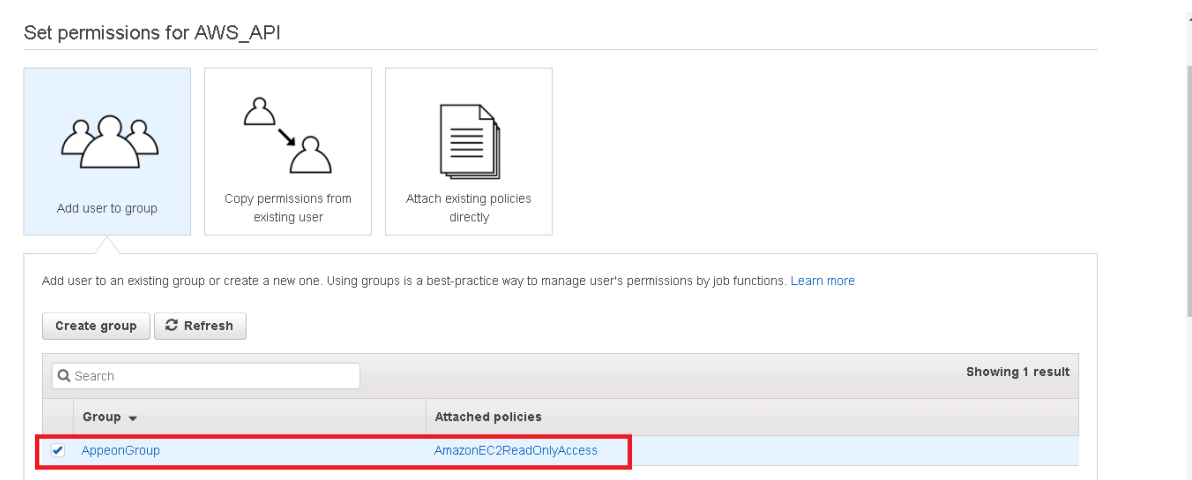 Set permissions for AWS_API
Add user to group
Copy permissions from
existing user
Attach existing policies
directly
Add user to an existing group or create a new one. Using groups is a best-practice way to manage user's permissions by job functions. Learn more
Create group Refresh
Search Showing 1 result
Group Attached policies
AppeonGroup AmazonEC2ReadOnlyAccess